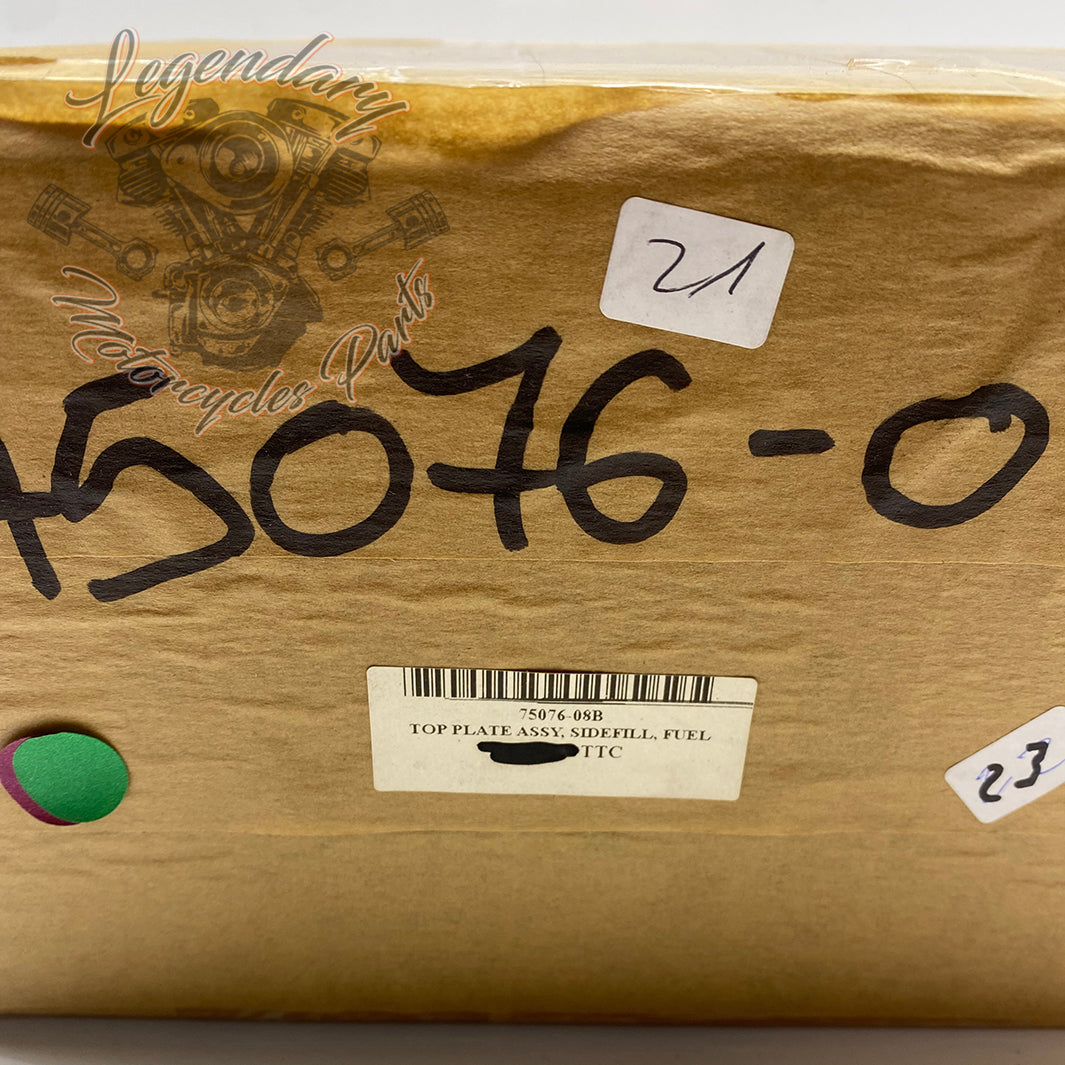 Legendary
Motorcycles Parts
21
75076-0
75076-08B
TOP PLATE ASSY, SIDEFILL, FUEL
TTC
23